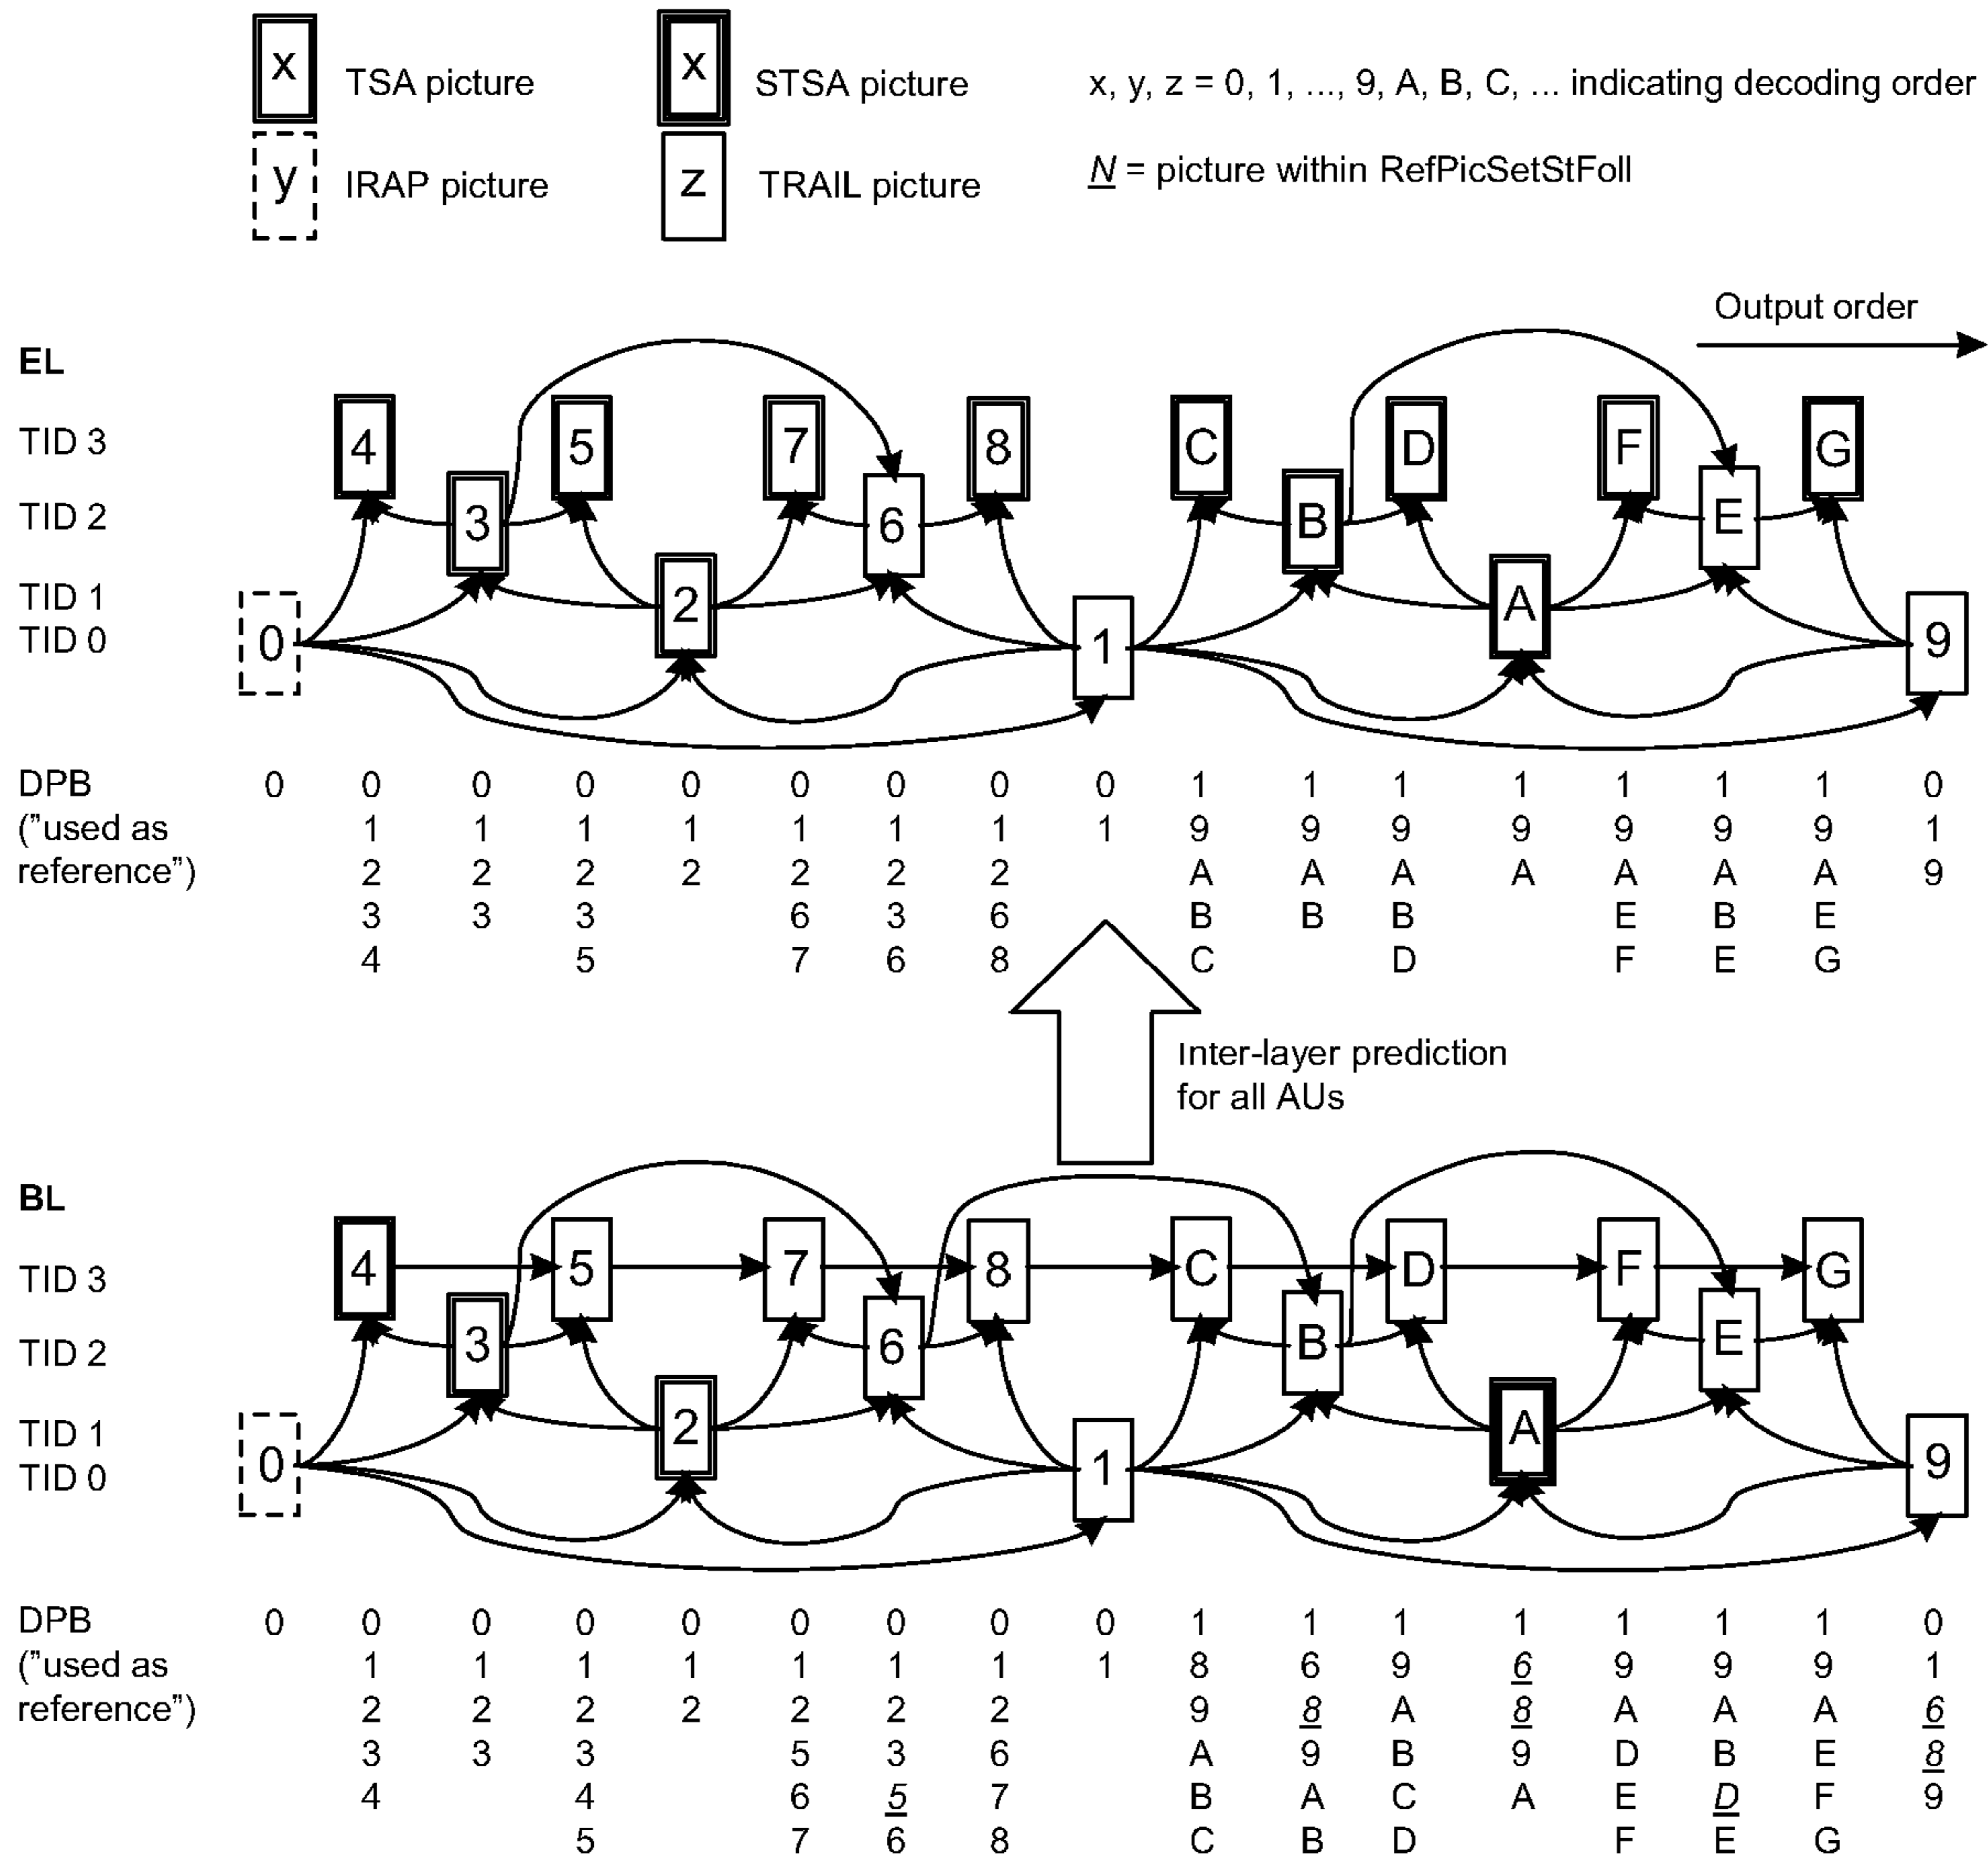 x TSA picture x STSA picture x, y, z = 0, 1, ..., 9, A, B, C, ... indicating decoding order
y IRAP picture z TRAIL picture N = picture within RefPicSetStFoll
Output order
EL
TID 3 4 5 7 8 C D F G
TID 2 3 6 B E
TID 1 2 A
TID 0 0 1 9
DPB 0 0 0 0 0 0 0 0 0 1 1 1 1 1 1 1 0
("used as 1 1 1 1 1 1 1 1 9 9 9 9 9 9 9 1
reference") 2 2 2 2 2 2 2 A A A A A A A 9
3 3 3 6 3 6 B B B E B E
4 5 7 6 8 C D F E G
Inter-layer prediction
for all AUs
BL
TID 3 4 5 7 8 C D F G
TID 2 3 6 B E
TID 1 2 A
TID 0 0 1 9
DPB 0 0 0 0 0 0 0 0 0 1 1 1 1 1 1 1 0
("used as 1 1 1 1 1 1 1 1 8 6 9 6 9 9 9 1
reference") 2 2 2 2 2 2 2 9 8 A 8 A A A 6
3 3 3 5 3 6 A 9 B 9 D B E 8
4 4 6 5 7 B A C A E D F 9
5 7 6 8 C B D F E G